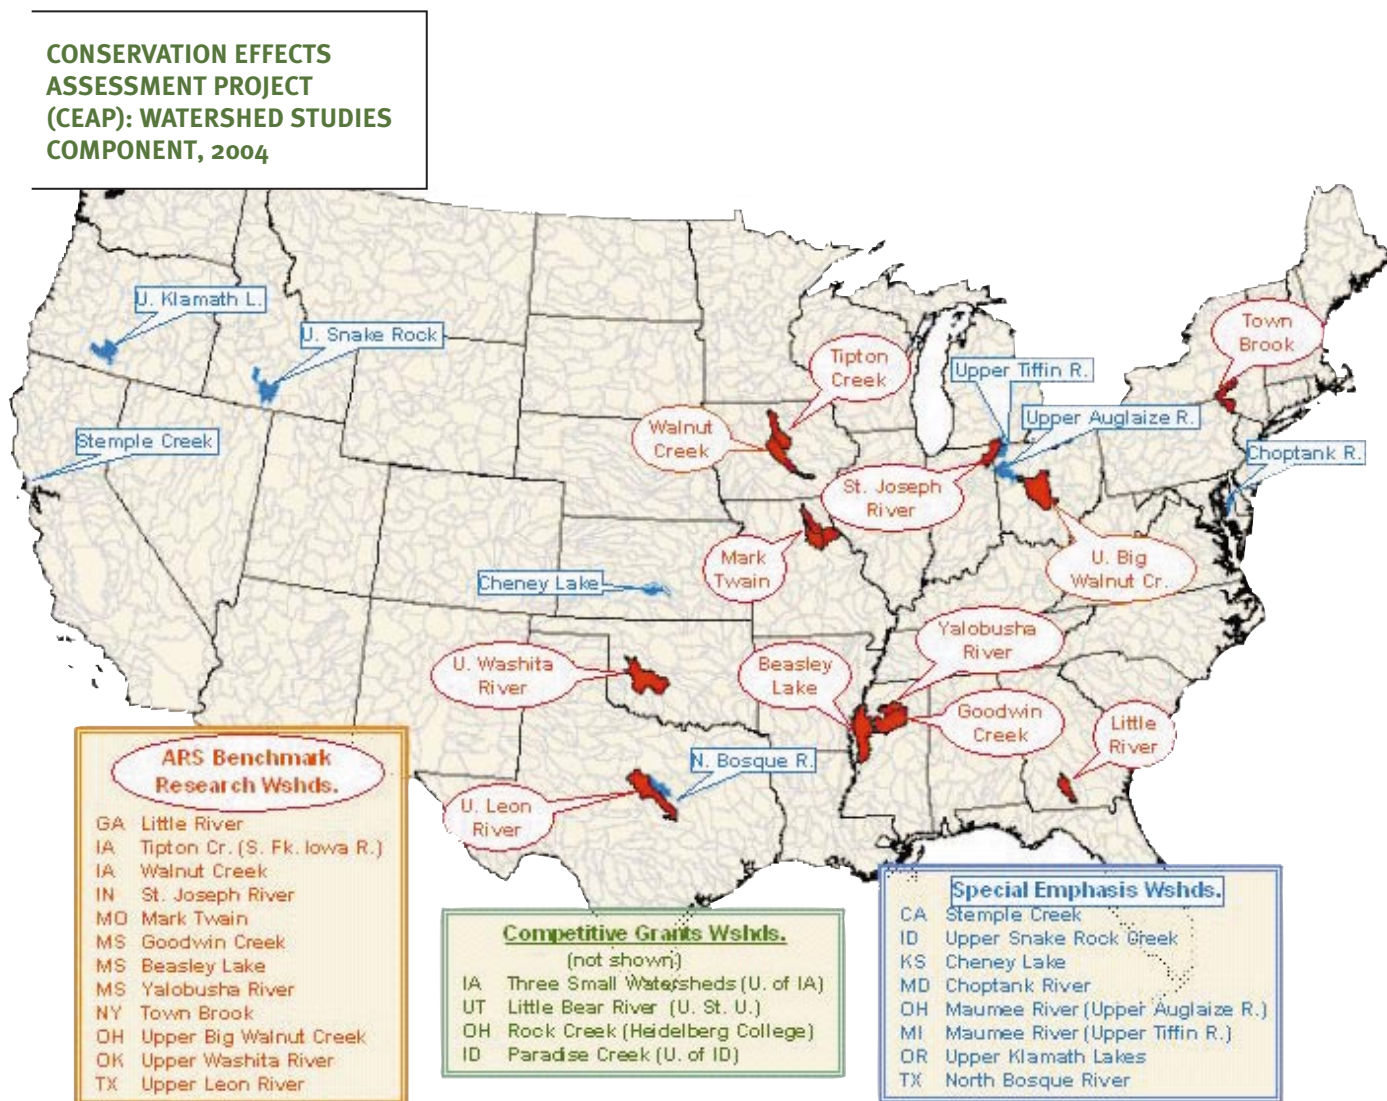 CONSERVATION EFFECTS
ASSESSMENT PROJECT
(CEAP): WATERSHED STUDIES
COMPONENT, 2004
U. Klamath L.
U. Snake Rock
Stemple Creek
Tipton
Creek
Walnut
Creek
Upper Tiffin R.
Upper Auglaize R.
Town
Brook
Choptank R.
St. Joseph
River
Mark
Twain
U. Big
Walnut Cr.
Cheney Lake
U. Washita
River
Beasley
Lake
Yalobusha
River
Goodwin
Creek
Little
River
N. Bosque R.
U. Leon
River
ARS Benchmark
Research Wshds.
GA Little River
IA Tipton Cr. (S. Fk. Iowa R.)
IA Walnut Creek
IN St. Joseph River
MO Mark Twain
MS Goodwin Creek
MS Beasley Lake
MS Yalobusha River
NY Town Brook
OH Upper Big Walnut Creek
OK Upper Washita River
TX Upper Leon River
Competitive Grants Wshds.
(not shown)
IA Three Small Watersheds (U. of IA)
UT Little Bear River (U. St. U.)
OH Rock Creek (Heidelberg College)
ID Paradise Creek (U. of ID)
Special Emphasis Wshds.
CA Stemple Creek
ID Upper Snake Rock Creek
KS Cheney Lake
MD Choptank River
OH Maumee River (Upper Auglaize R.)
MI Maumee River (Upper Tiffin R.)
OR Upper Klamath Lakes
TX North Bosque River